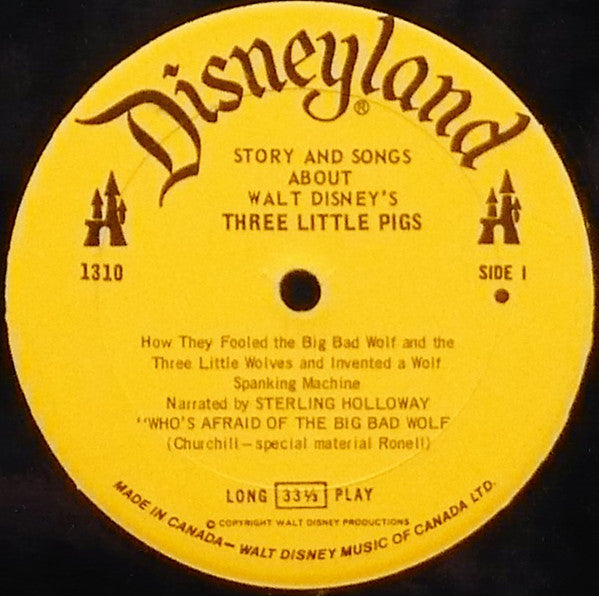 Disneyland
®
STORY AND SONGS
ABOUT
WALT DISNEY'S
THREE LITTLE PIGS
1310
SIDE 1
How They Fooled the Big Bad Wolf and the
Three Little Wolves and Invented a Wolf
Spanking Machine
Narrated by STERLING HOLLOWAY
"WHO'S AFRAID OF THE BIG BAD WOLF
(Churchill — special material Ronell)
LONG 33⅓ PLAY
© COPYRIGHT WALT DISNEY PRODUCTIONS
MADE IN CANADA — WALT DISNEY MUSIC OF CANADA LTD.